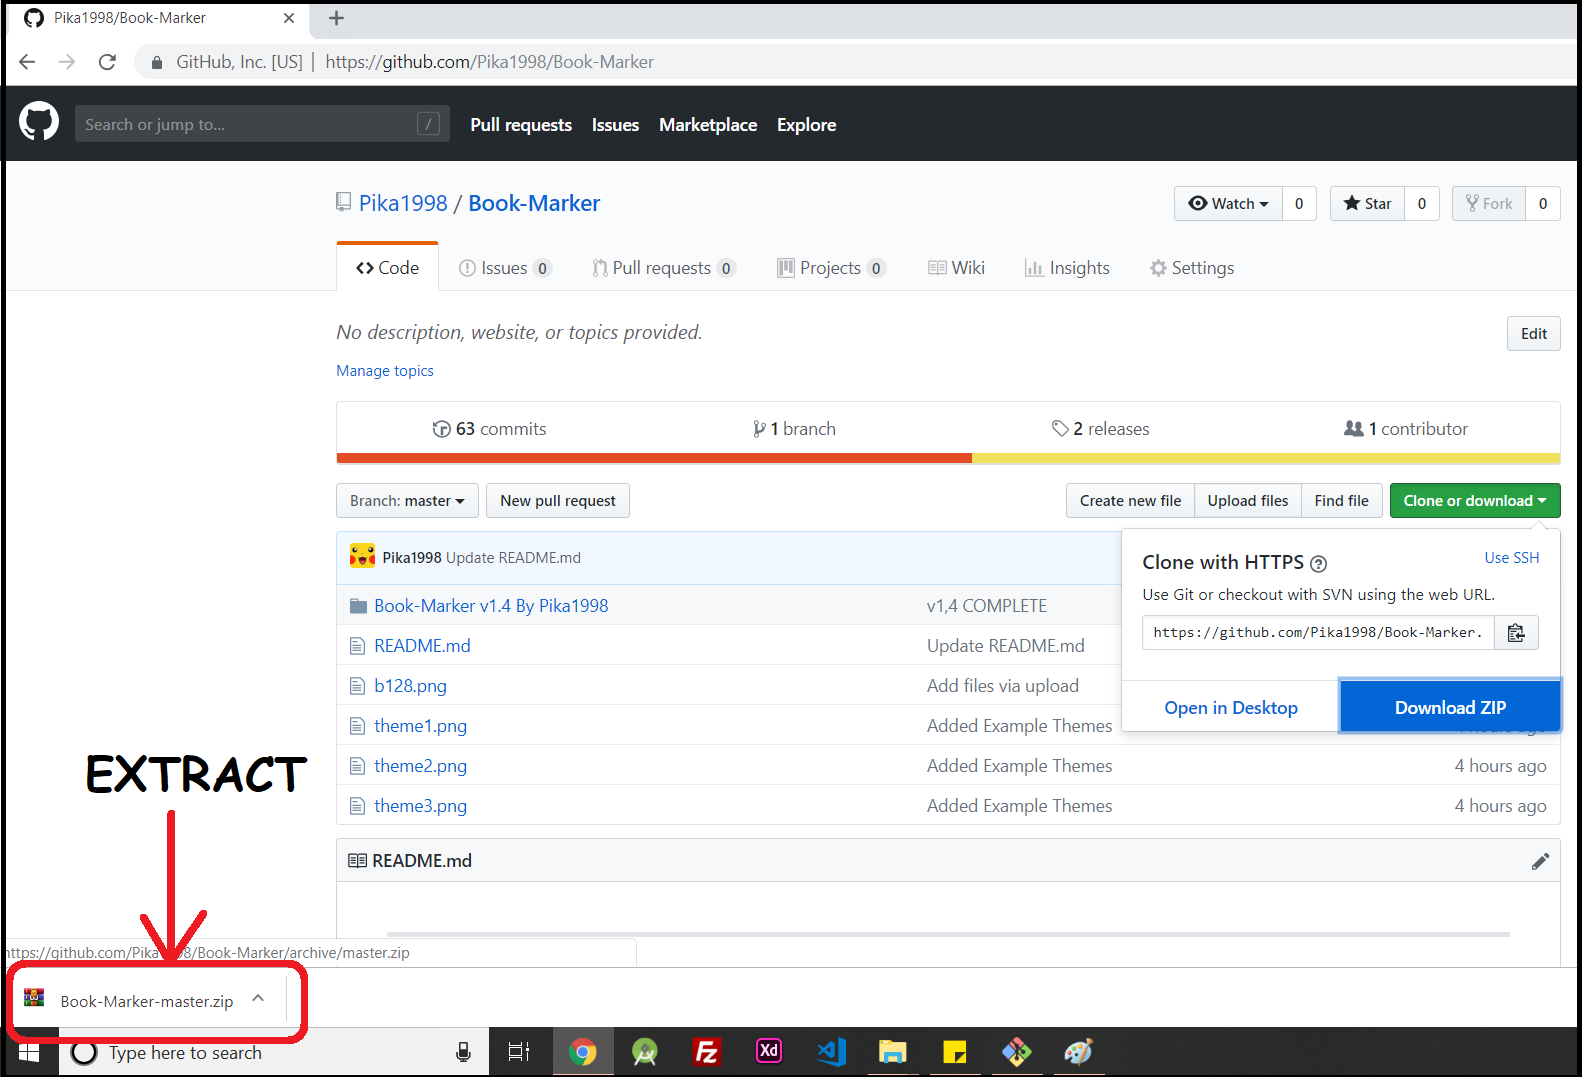 Pika1998/Book-Marker
GitHub, Inc. [US] | https://github.com/Pika1998/Book-Marker
Search or jump to... /
Pull requests Issues Marketplace Explore
Pika1998 / Book-Marker
Watch 0 Star 0 Fork 0
Code Issues 0 Pull requests 0 Projects 0 Wiki Insights Settings
No description, website, or topics provided.
Edit
Manage topics
63 commits 1 branch 2 releases 1 contributor
Branch: master New pull request Create new file Upload files Find file Clone or download
Pika1998 Update README.md
Clone with HTTPS ? Use SSH
Use Git or checkout with SVN using the web URL.
https://github.com/Pika1998/Book-Marker.
Open in Desktop Download ZIP
Book-Marker v1.4 By Pika1998 v1,4 COMPLETE
README.md Update README.md
b128.png Add files via upload
theme1.png Added Example Themes
theme2.png Added Example Themes 4 hours ago
theme3.png Added Example Themes 4 hours ago
README.md
EXTRACT
https://github.com/Pika1998/Book-Marker/archive/master.zip
Book-Marker-master.zip
Type here to search
Fz Xd